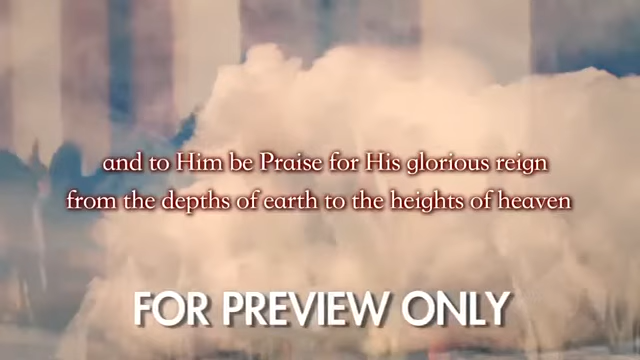 and to Him be Praise for His glorious reign
from the depths of earth to the heights of heaven
FOR PREVIEW ONLY